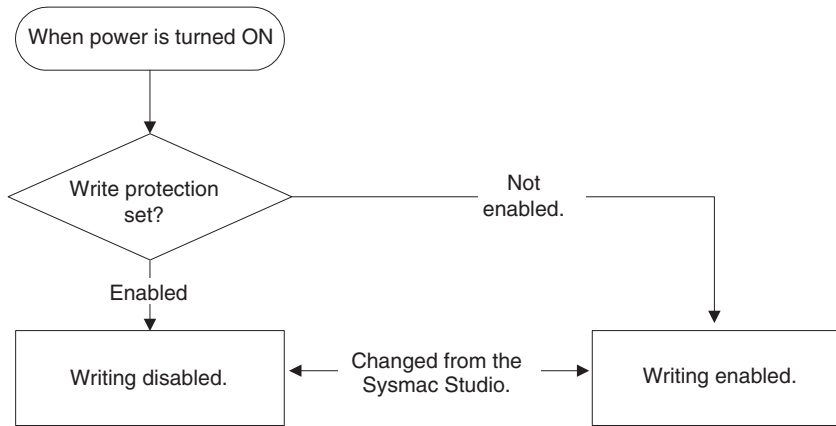 When power is turned ON
Write protection
set?
Not
enabled.
Enabled
Writing disabled.
Changed from the
Sysmac Studio.
Writing enabled.